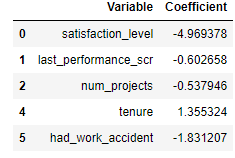 Variable Coefficient
0 satisfaction_level -4.969378
1 last_performance_scr -0.602658
2 num_projects -0.537946
4 tenure 1.355324
5 had_work_accident -1.831207